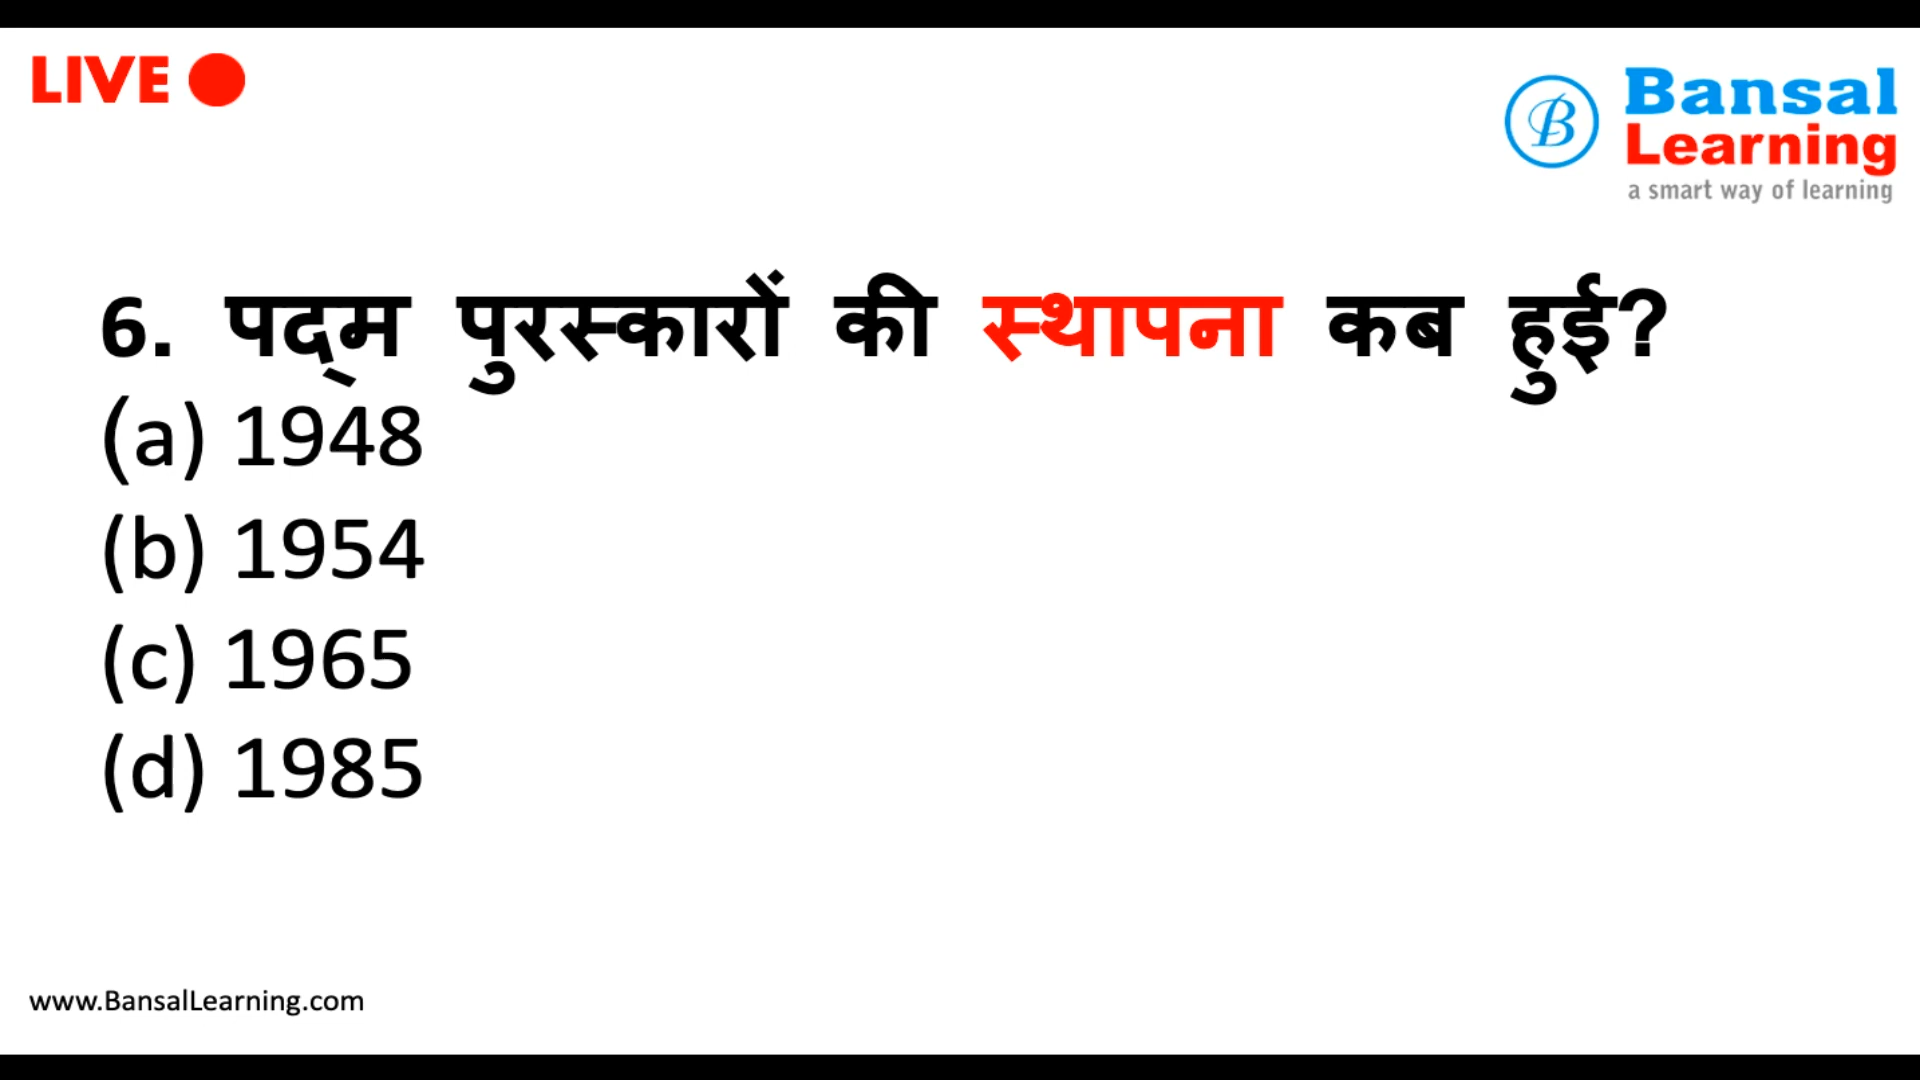 LIVE
B
Bansal
Learning
a smart way of learning
6. पद्‌म पुरस्कारों की स्थापना कब हुई?
(a) 1948
(b) 1954
(c) 1965
(d) 1985
www.BansalLearning.com